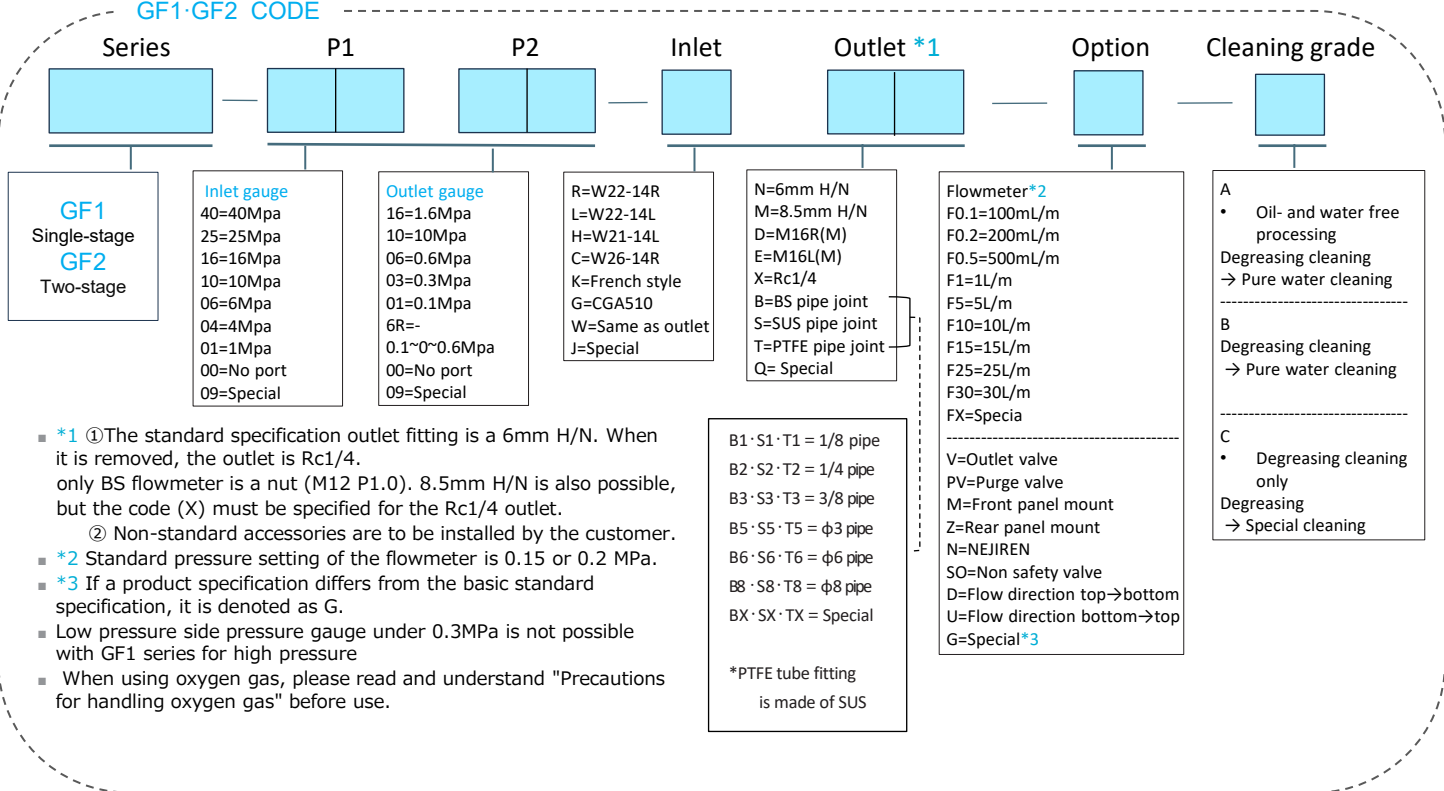 GF1·GF2 CODE
Series
P1
P2
Inlet
Outlet *1
Option
Cleaning grade
GF1
Single-stage
GF2
Two-stage
Inlet gauge
40=40Mpa
25=25Mpa
16=16Mpa
10=10Mpa
06=6Mpa
04=4Mpa
01=1Mpa
00=No port
09=Special
Outlet gauge
16=1.6Mpa
10=10Mpa
06=0.6Mpa
03=0.3Mpa
01=0.1Mpa
6R=-
0.1~0~0.6Mpa
00=No port
09=Special
R=W22-14R
L=W22-14L
H=W21-14L
C=W26-14R
K=French style
G=CGA510
W=Same as outlet
J=Special
N=6mm H/N
M=8.5mm H/N
D=M16R(M)
E=M16L(M)
X=Rc1/4
B=BS pipe joint
S=SUS pipe joint
T=PTFE pipe joint
Q= Special
B1·S1·T1 = 1/8 pipe
B2·S2·T2 = 1/4 pipe
B3·S3·T3 = 3/8 pipe
B5·S5·T5 = φ3 pipe
B6·S6·T6 = φ6 pipe
B8·S8·T8 = φ8 pipe
BX·SX·TX = Special
*PTFE tube fitting
is made of SUS
Flowmeter*2
F0.1=100mL/m
F0.2=200mL/m
F0.5=500mL/m
F1=1L/m
F5=5L/m
F10=10L/m
F15=15L/m
F25=25L/m
F30=30L/m
FX=Specia
V=Outlet valve
PV=Purge valve
M=Front panel mount
Z=Rear panel mount
N=NEJIREN
SO=Non safety valve
D=Flow direction top→bottom
U=Flow direction bottom→top
G=Special*3
A
• Oil- and water free
processing
Degreasing cleaning
→ Pure water cleaning
B
Degreasing cleaning
→ Pure water cleaning
C
• Degreasing cleaning
only
Degreasing
→ Special cleaning
■ *1 ①The standard specification outlet fitting is a 6mm H/N. When
it is removed, the outlet is Rc1/4.
only BS flowmeter is a nut (M12 P1.0). 8.5mm H/N is also possible,
but the code (X) must be specified for the Rc1/4 outlet.
② Non-standard accessories are to be installed by the customer.
■ *2 Standard pressure setting of the flowmeter is 0.15 or 0.2 MPa.
■ *3 If a product specification differs from the basic standard
specification, it is denoted as G.
■ Low pressure side pressure gauge under 0.3MPa is not possible
with GF1 series for high pressure
■ When using oxygen gas, please read and understand "Precautions
for handling oxygen gas" before use.